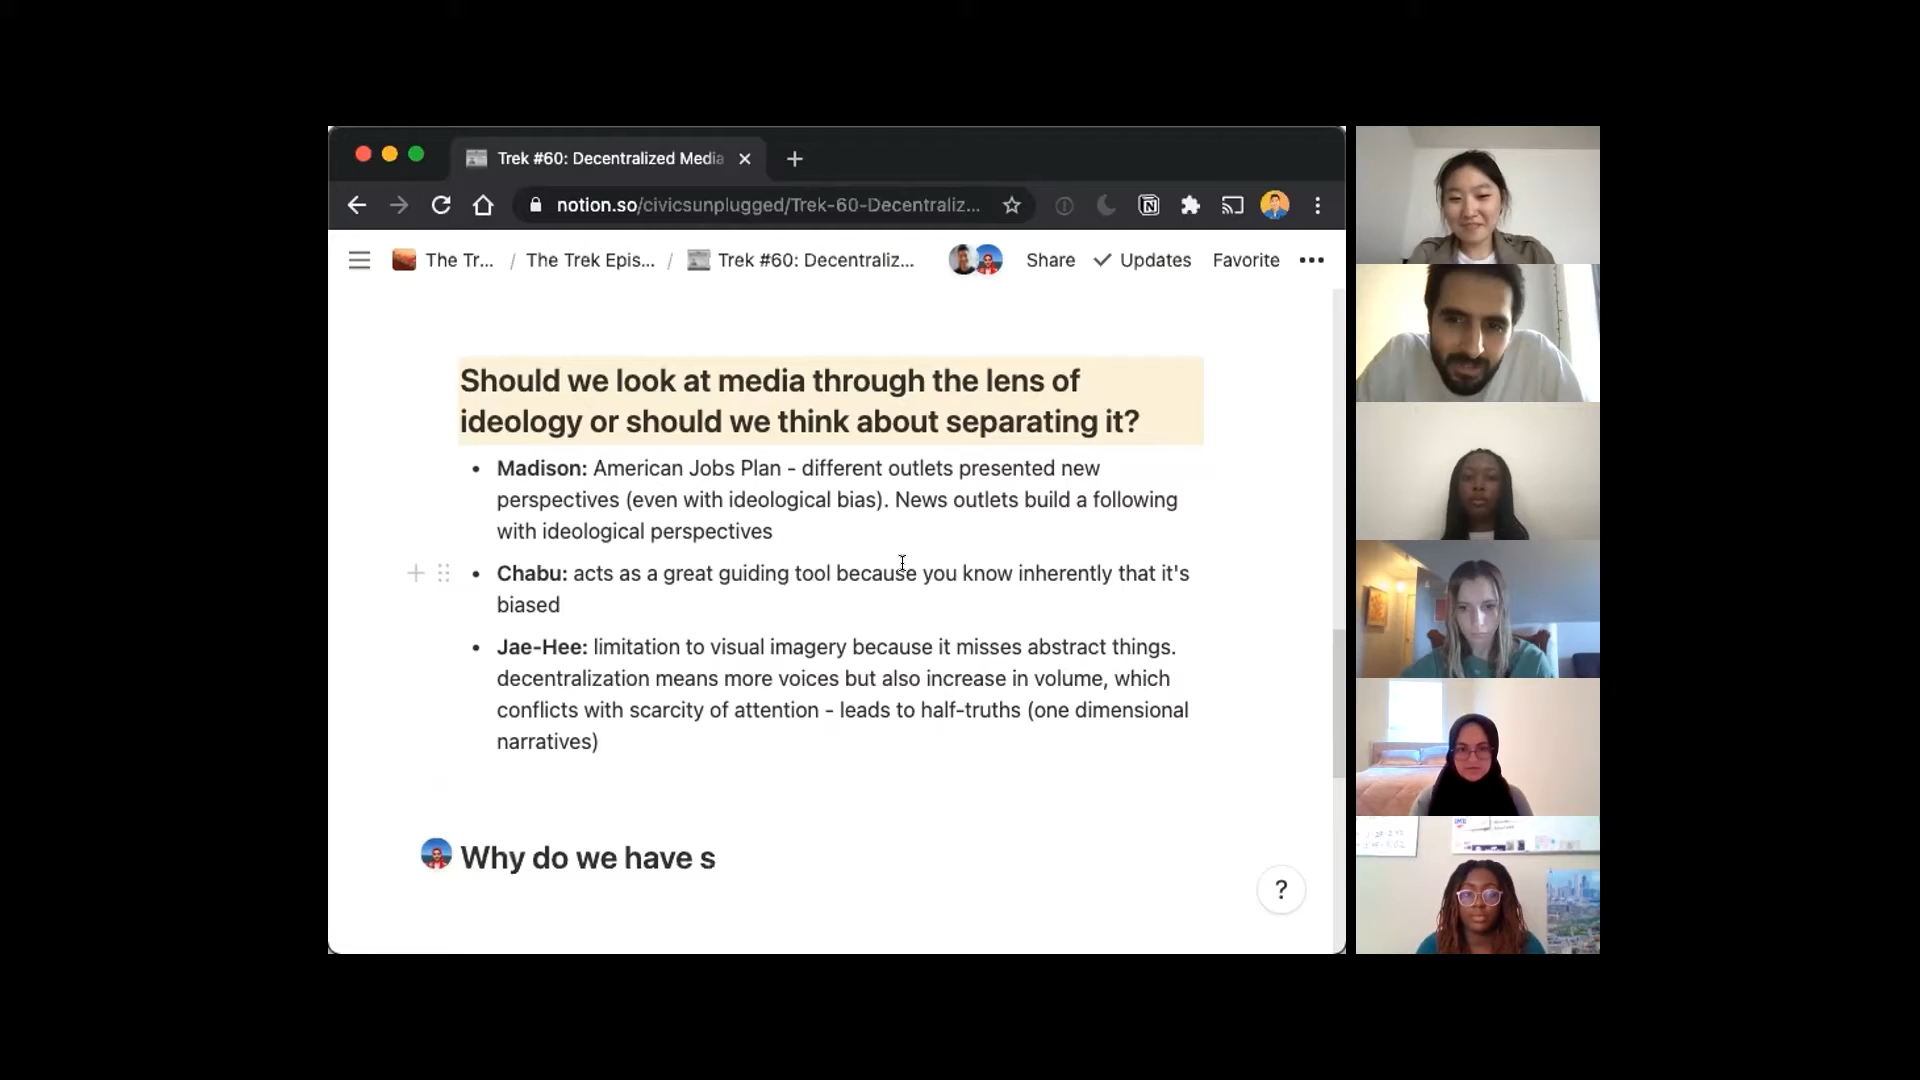 Trek #60: Decentralized Media
notion.so/civicsunplugged/Trek-60-Decentraliz...
The Tr... / The Trek Epis... / Trek #60: Decentraliz... Share Updates Favorite
Should we look at media through the lens of
ideology or should we think about separating it?
• Madison: American Jobs Plan - different outlets presented new
perspectives (even with ideological bias). News outlets build a following
with ideological perspectives
• Chabu: acts as a great guiding tool because you know inherently that it's
biased
• Jae-Hee: limitation to visual imagery because it misses abstract things.
decentralization means more voices but also increase in volume, which
conflicts with scarcity of attention - leads to half-truths (one dimensional
narratives)
Why do we have s
?